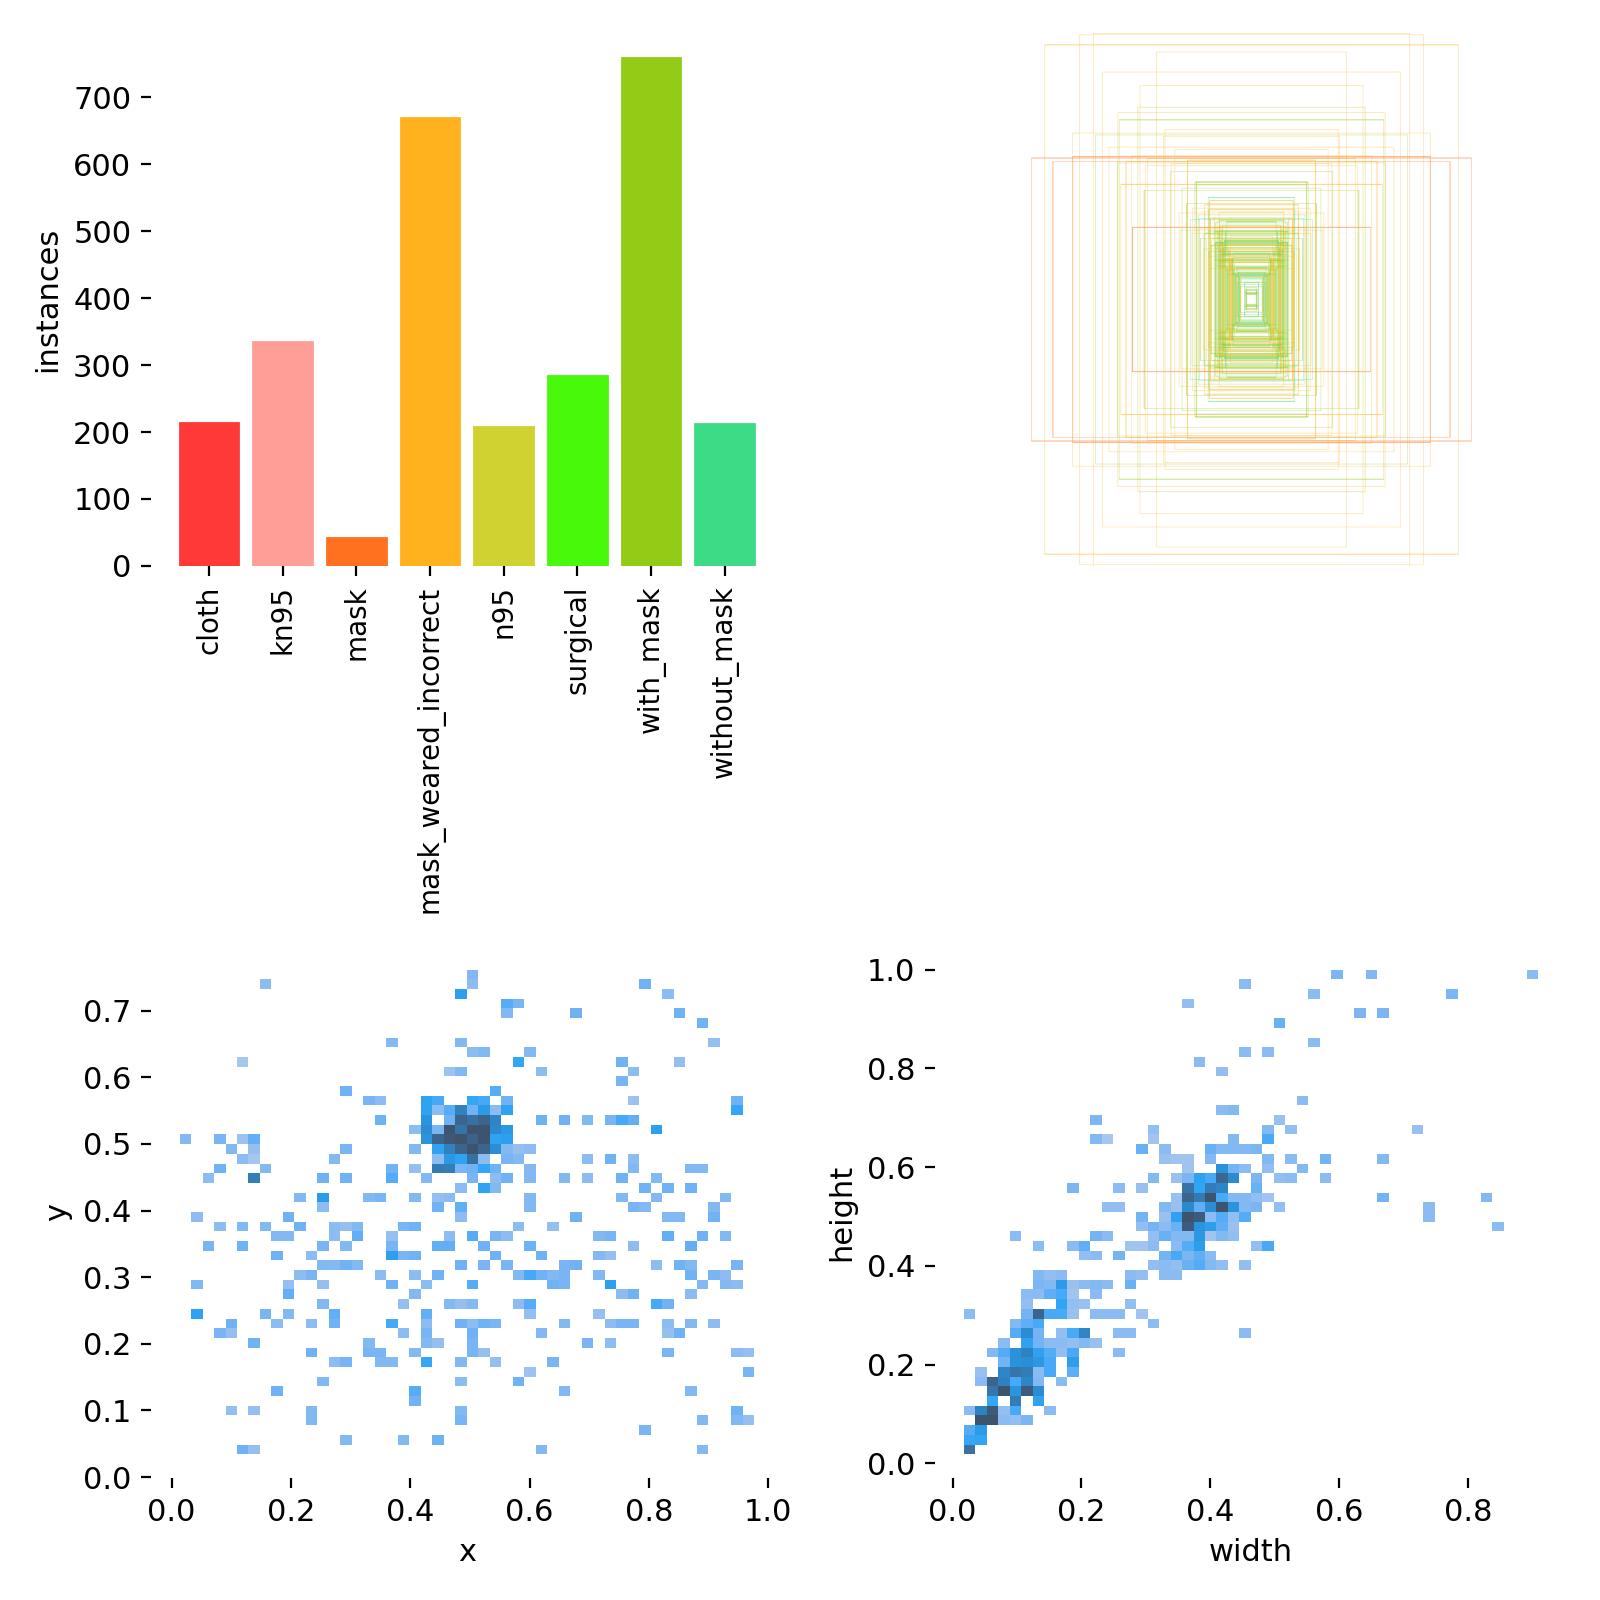 instances
700
600
500
400
300
200
100
0
cloth
kn95
mask
mask_weared_incorrect
n95
surgical
with_mask
without_mask
y
0.7
0.6
0.5
0.4
0.3
0.2
0.1
0.0
0.0 0.2 0.4 0.6 0.8 1.0
x
height
1.0
0.8
0.6
0.4
0.2
0.0
0.0 0.2 0.4 0.6 0.8
width